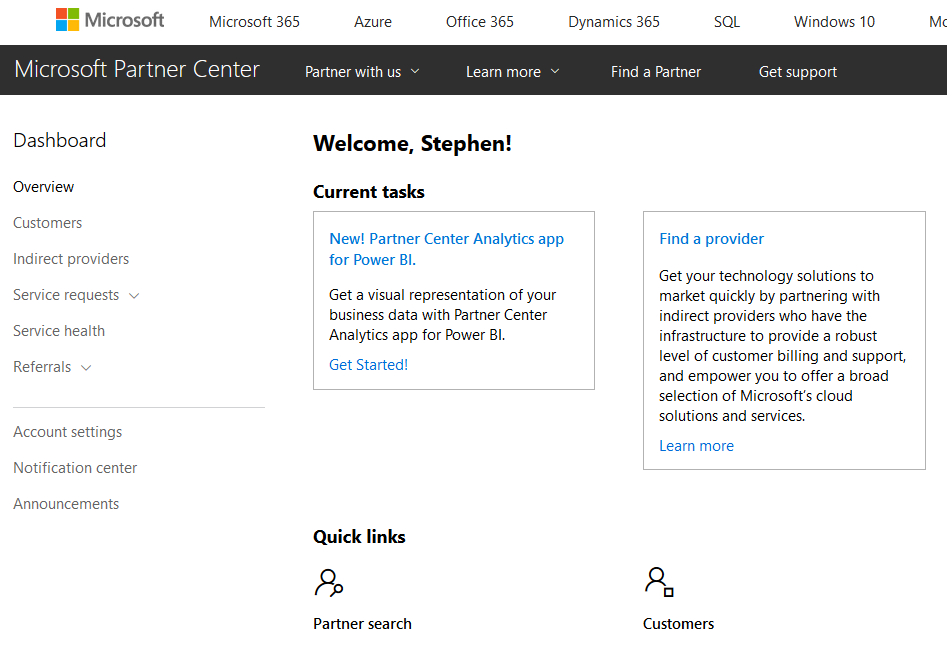 Microsoft Microsoft 365 Azure Office 365 Dynamics 365 SQL Windows 10
Microsoft Partner Center Partner with us Learn more Find a Partner Get support
Dashboard
Overview
Customers
Indirect providers
Service requests
Service health
Referrals
Account settings
Notification center
Announcements
Welcome, Stephen!
Current tasks
New! Partner Center Analytics app
for Power BI.
Get a visual representation of your
business data with Partner Center
Analytics app for Power BI.
Get Started!
Find a provider
Get your technology solutions to
market quickly by partnering with
indirect providers who have the
infrastructure to provide a robust
level of customer billing and support,
and empower you to offer a broad
selection of Microsoft's cloud
solutions and services.
Learn more
Quick links
Partner search
Customers